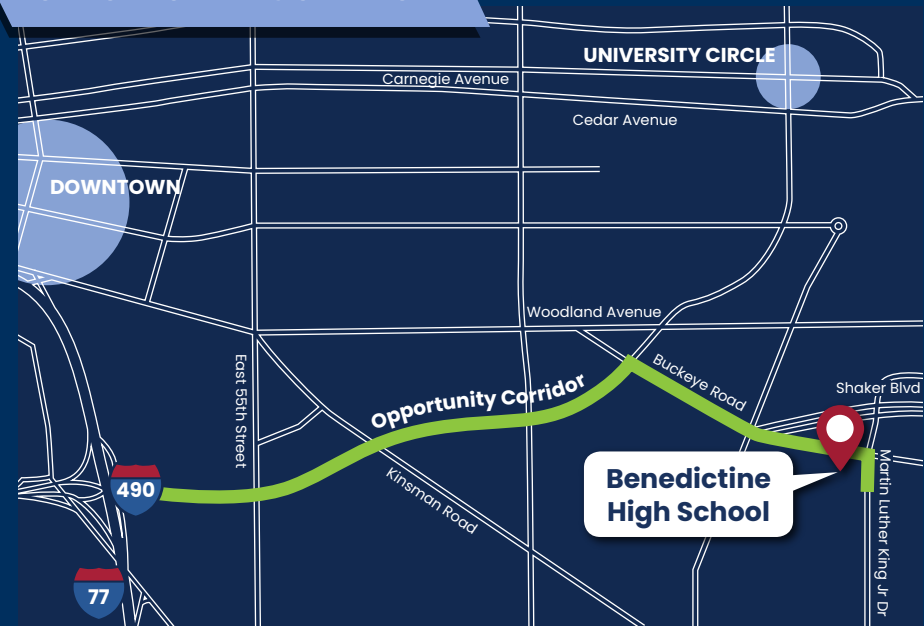 UNIVERSITY CIRCLE
Carnegie Avenue
Cedar Avenue
DOWNTOWN
Woodland Avenue
East 55th Street
Opportunity Corridor
Buckeye Road
Shaker Blvd
490
Kinsman Road
Benedictine
High School
Martin Luther King Jr Dr
77